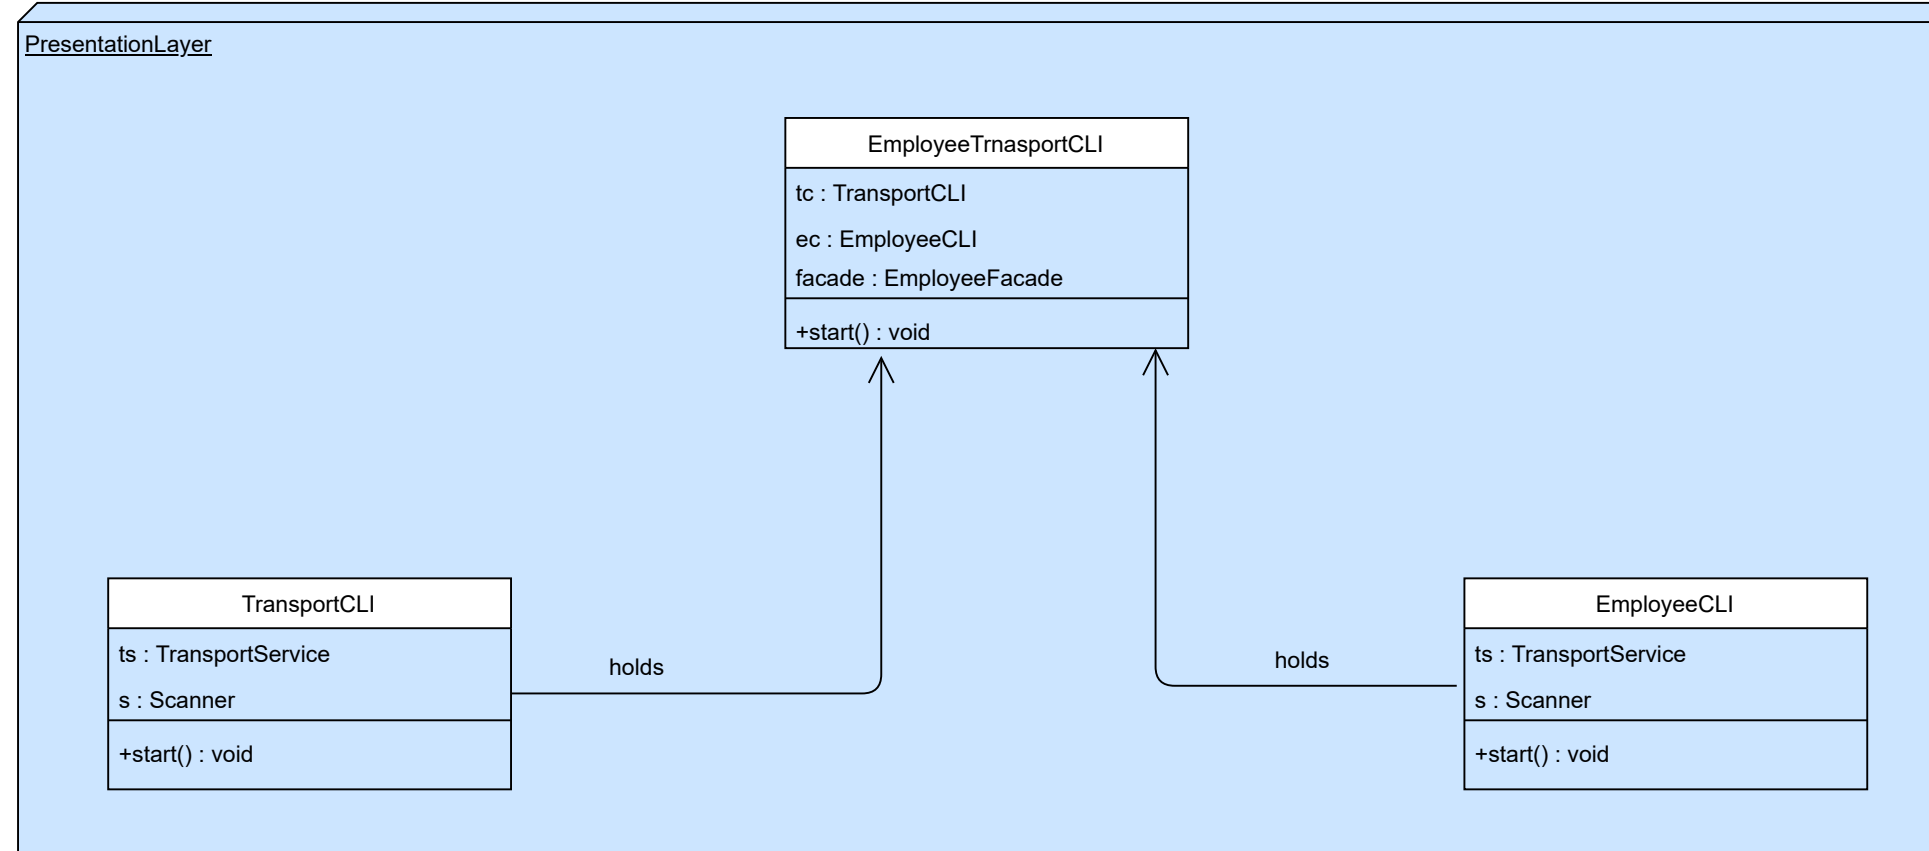 PresentationLayer
EmployeeTrnasportCLI
tc : TransportCLI
ec : EmployeeCLI
facade : EmployeeFacade
+start() : void
TransportCLI
ts : TransportService
s : Scanner
+start() : void
holds
holds
EmployeeCLI
ts : TransportService
s : Scanner
+start() : void